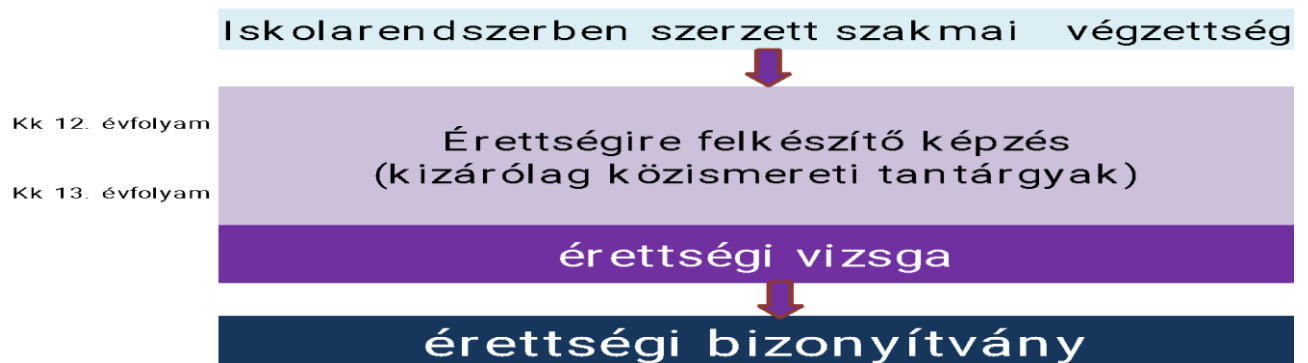 Iskolarendszerben szerzett szakmai végzettség
Kk 12. évfolyam
Érettségire felkészítő képzés
(kizárólag közismereti tantárgyak)
Kk 13. évfolyam
érettségi vizsga
érettségi bizonyítvány